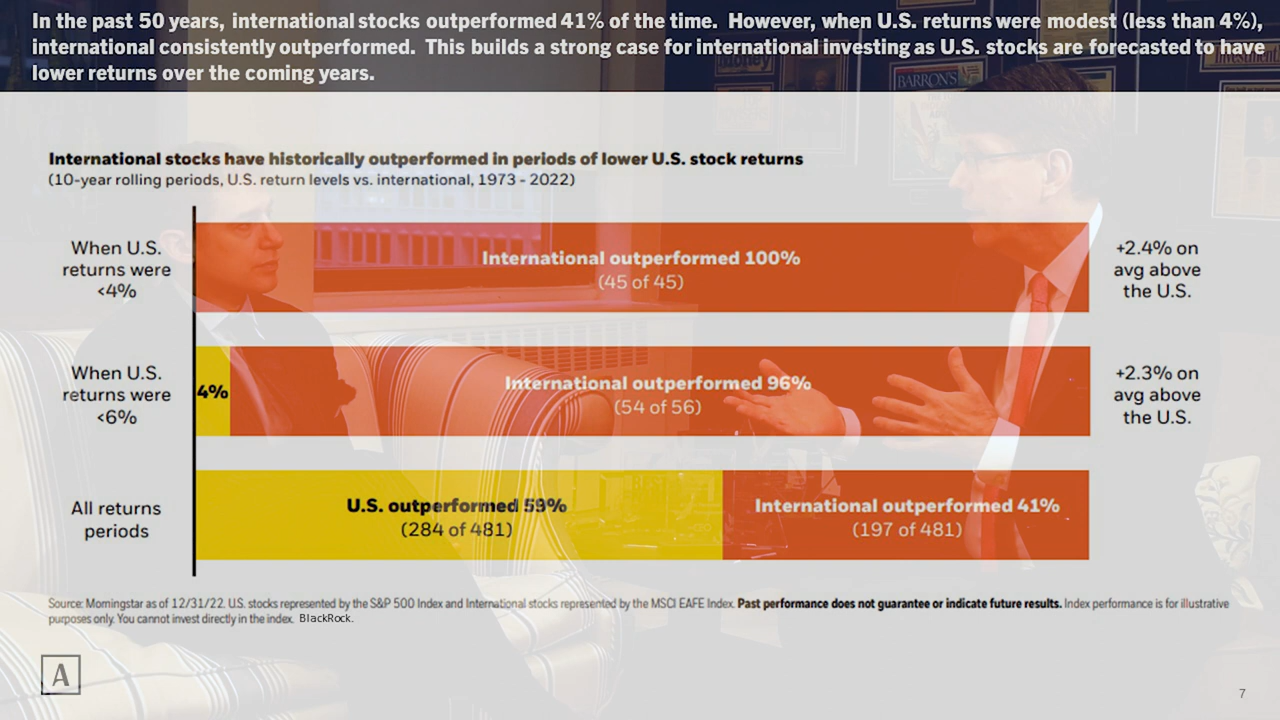 In the past 50 years, international stocks outperformed 41% of the time. However, when U.S. returns were modest (less than 4%),
international consistently outperformed. This builds a strong case for international investing as U.S. stocks are forecasted to have
lower returns over the coming years.
Money
BARRON'S
Investment
International stocks have historically outperformed in periods of lower U.S. stock returns
(10-year rolling periods, U.S. return levels vs. international, 1973 - 2022)
When U.S.
returns were
<4%
International outperformed 100%
(45 of 45)
+2.4% on
avg above
the U.S.
When U.S.
returns were
<6%
4%
International outperformed 96%
(54 of 56)
+2.3% on
avg above
the U.S.
All returns
periods
U.S. outperformed 59%
(284 of 481)
International outperformed 41%
(197 of 481)
Source: Morningstar as of 12/31/22. U.S. stocks represented by the S&P 500 Index and International stocks represented by the MSCI EAFE Index. Past performance does not guarantee or indicate future results. Index performance is for illustrative
purposes only. You cannot invest directly in the index. BlackRock.
A
7